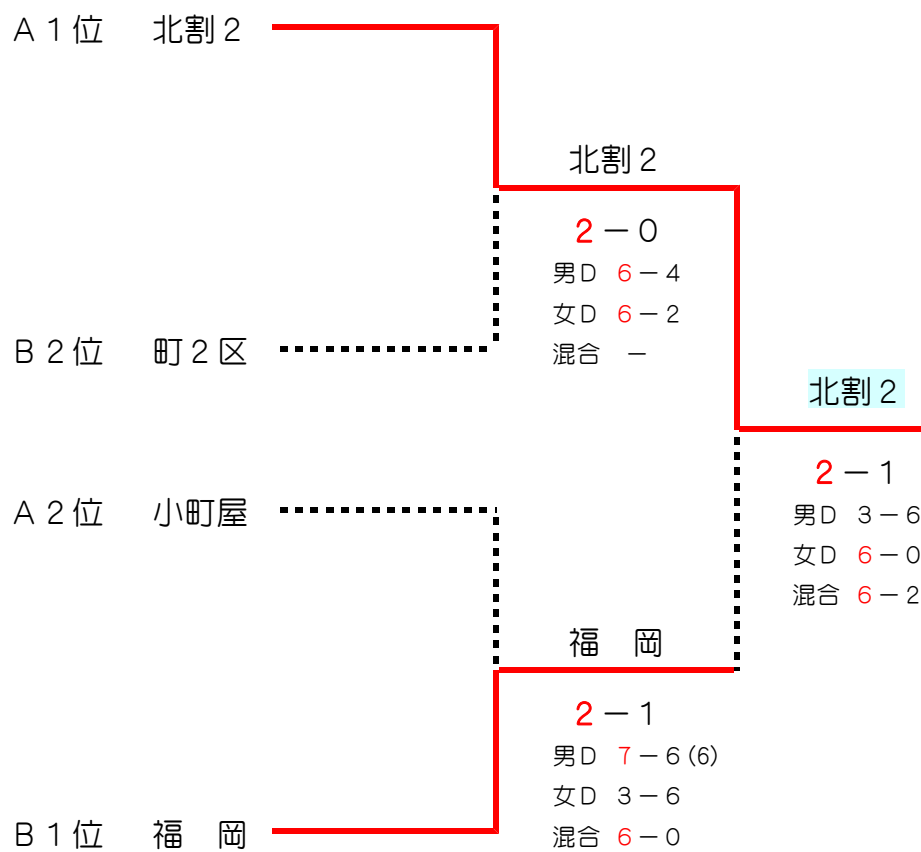 A1位 北割2
北割2
2－0
男D 6－4
女D 6－2
混合 －
B2位 町2区
北割2
2－1
男D 3－6
女D 6－0
混合 6－2
A2位 小町屋
福 岡
2－1
男D 7－6(6)
女D 3－6
混合 6－0
B1位 福 岡